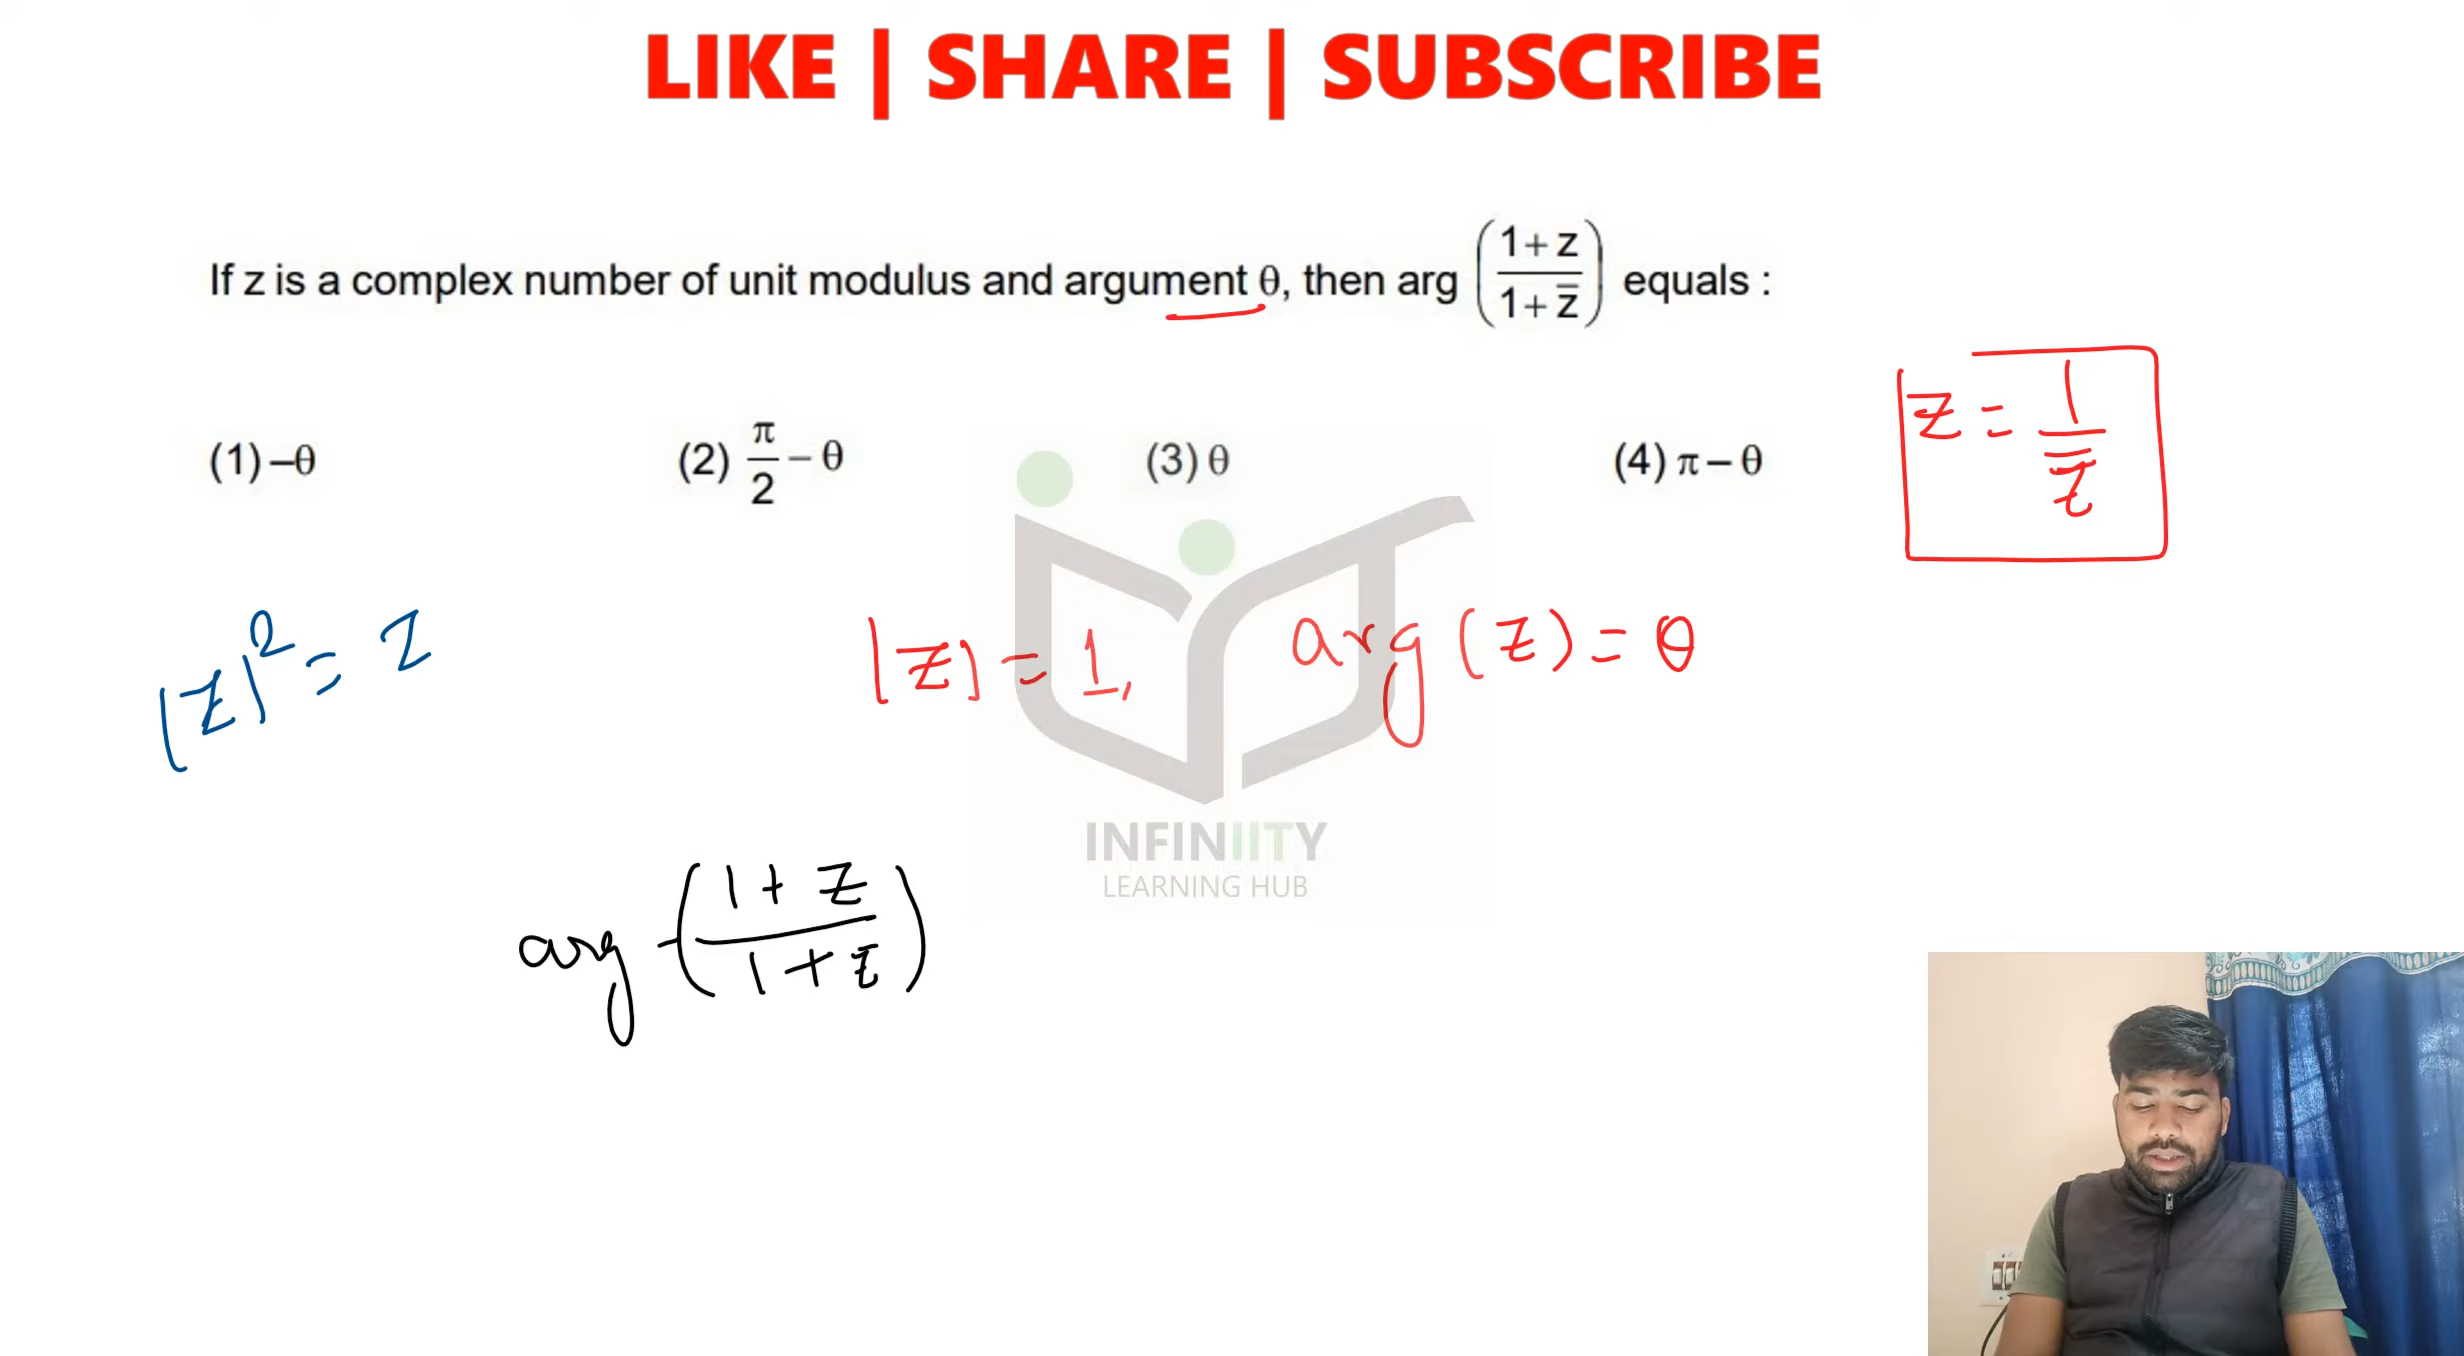 LIKE | SHARE | SUBSCRIBE
If z is a complex number of unit modulus and argument θ, then arg ((1+z)/(1+z̅)) equals :
(1) –θ (2) π/2 – θ (3) θ (4) π – θ
z = 1/z̅
|z|² = z
|z| = 1, arg (z) = θ
INFINIITY
LEARNING HUB
arg ((1+z)/(1+z̅))